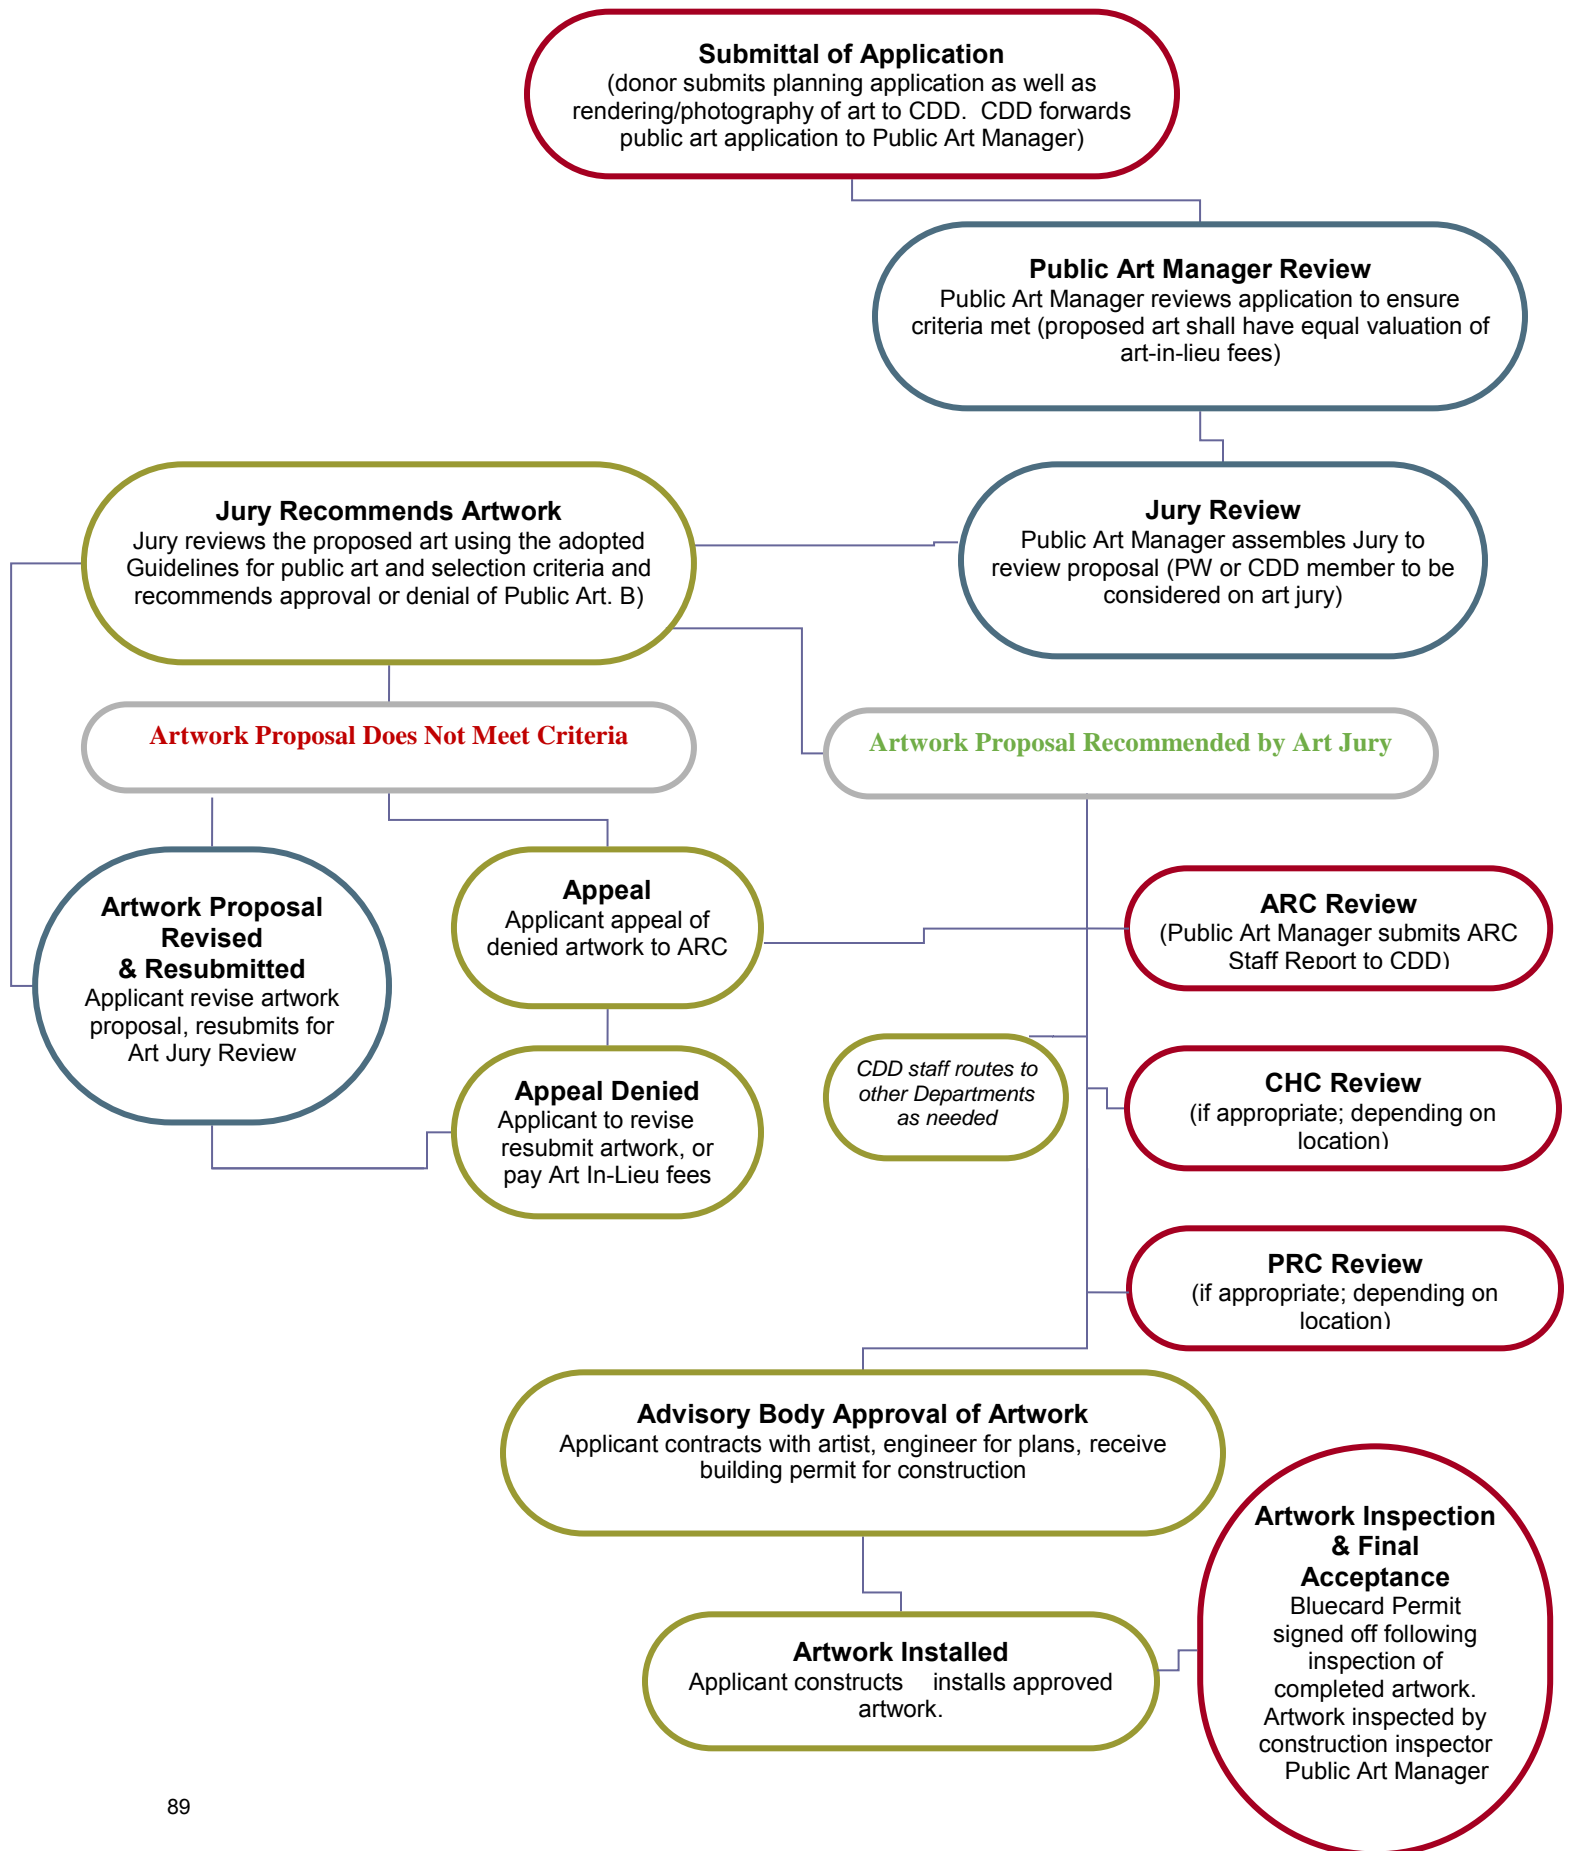 Submittal of Application
(donor submits planning application as well as
rendering/photography of art to CDD. CDD forwards
public art application to Public Art Manager)
Public Art Manager Review
Public Art Manager reviews application to ensure
criteria met (proposed art shall have equal valuation of
art-in-lieu fees)
Jury Recommends Artwork
Jury reviews the proposed art using the adopted
Guidelines for public art and selection criteria and
recommends approval or denial of Public Art. B)
Jury Review
Public Art Manager assembles Jury to
review proposal (PW or CDD member to be
considered on art jury)
Artwork Proposal Does Not Meet Criteria
Artwork Proposal Recommended by Art Jury
Artwork Proposal
Revised
& Resubmitted
Applicant revise artwork
proposal, resubmits for
Art Jury Review
Appeal
Applicant appeal of
denied artwork to ARC
ARC Review
(Public Art Manager submits ARC
Staff Report to CDD)
Appeal Denied
Applicant to revise
resubmit artwork, or
pay Art In-Lieu fees
CDD staff routes to
other Departments
as needed
CHC Review
(if appropriate; depending on
location)
PRC Review
(if appropriate; depending on
location)
Advisory Body Approval of Artwork
Applicant contracts with artist, engineer for plans, receive
building permit for construction
Artwork Installed
Applicant constructs installs approved
artwork.
Artwork Inspection
& Final
Acceptance
Bluecard Permit
signed off following
inspection of
completed artwork.
Artwork inspected by
construction inspector
Public Art Manager
89